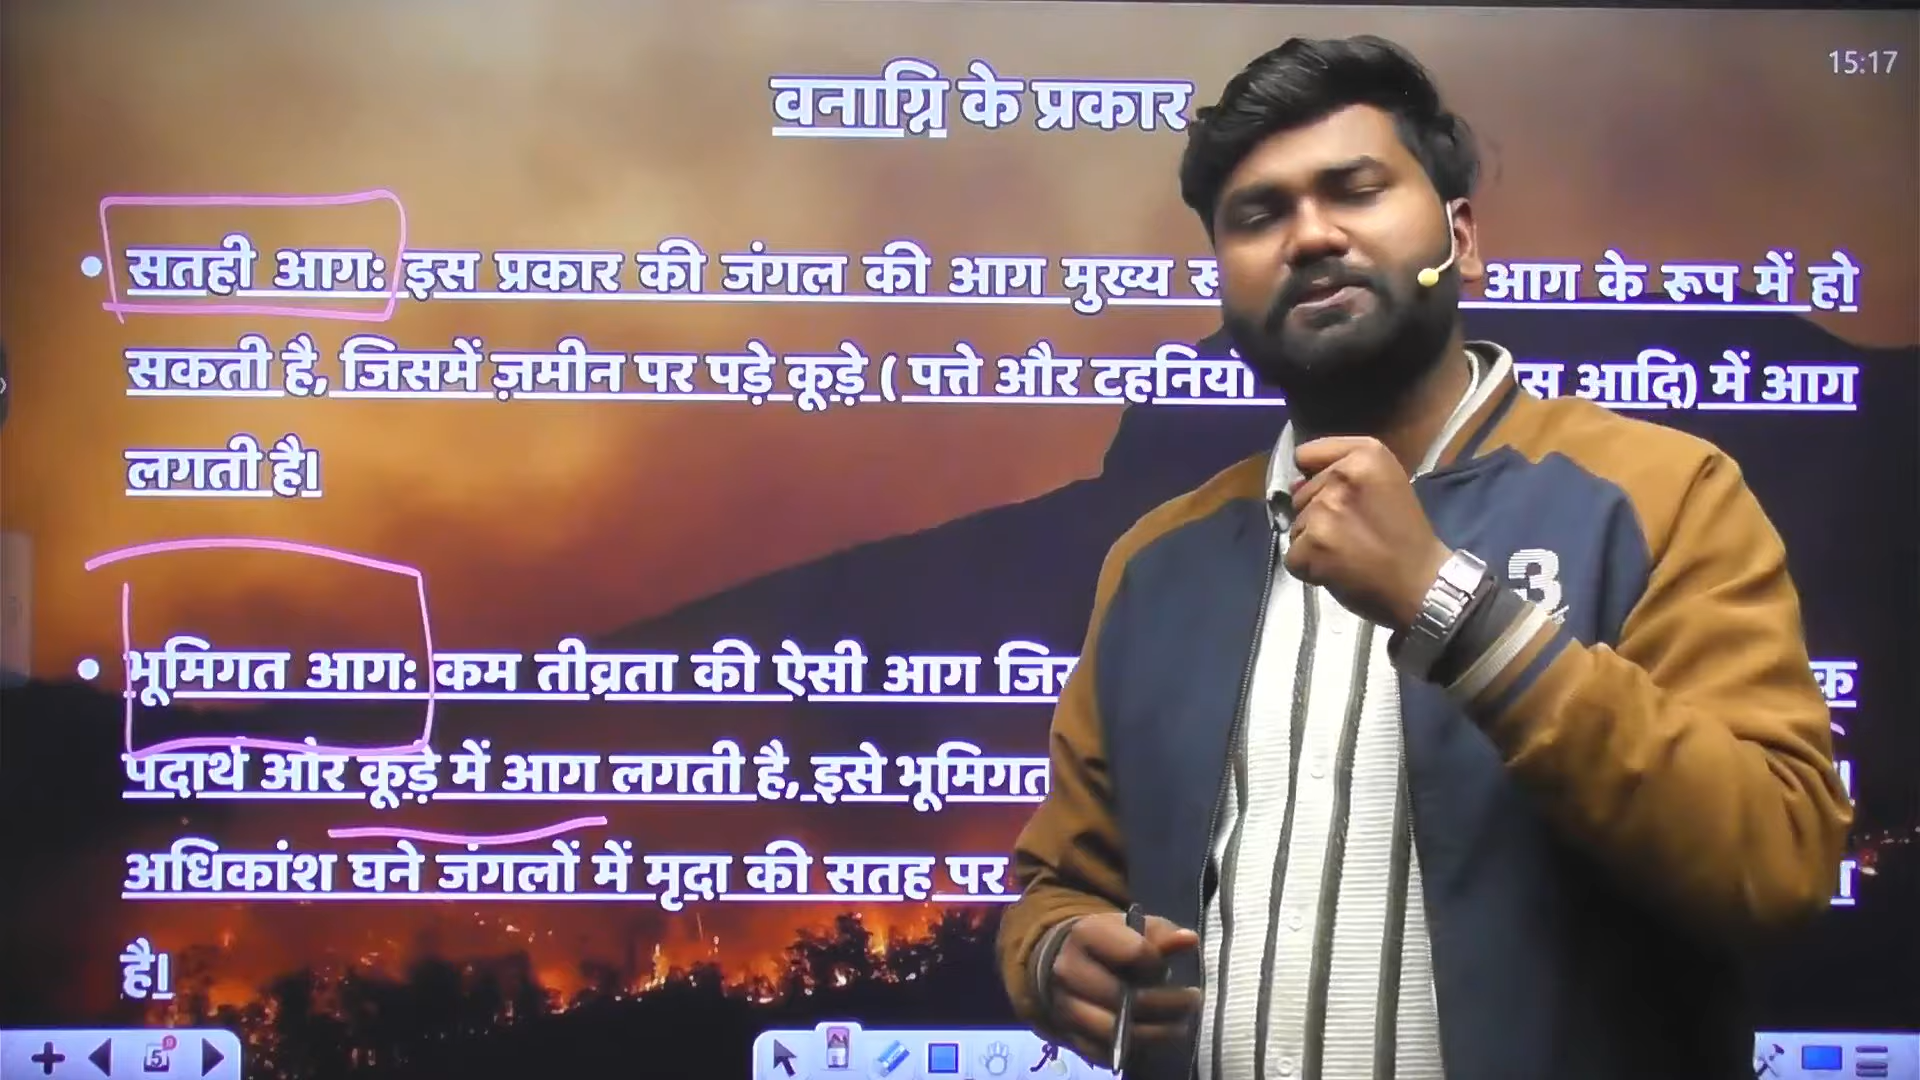 15:17
वनाग्नि के प्रकार
• सतही आग: इस प्रकार की जंगल की आग मुख्य आग के रूप में हो
सकती है, जिसमें ज़मीन पर पड़े कूड़े ( पत्ते और टहनियाँ आदि) में आग
लगती है।
• भूमिगत आग: कम तीव्रता की ऐसी आग
पदार्थ और कूड़े में आग लगती है, इसे भूमिगत
अधिकांश घने जंगलों में मृदा की सतह पर
है।
3
5